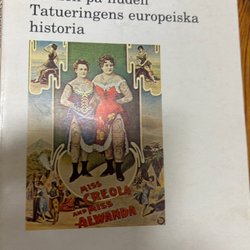 på huden
Tatueringens europeiska
historia
MISS
CREOLA
AND MISS
ALWANDA